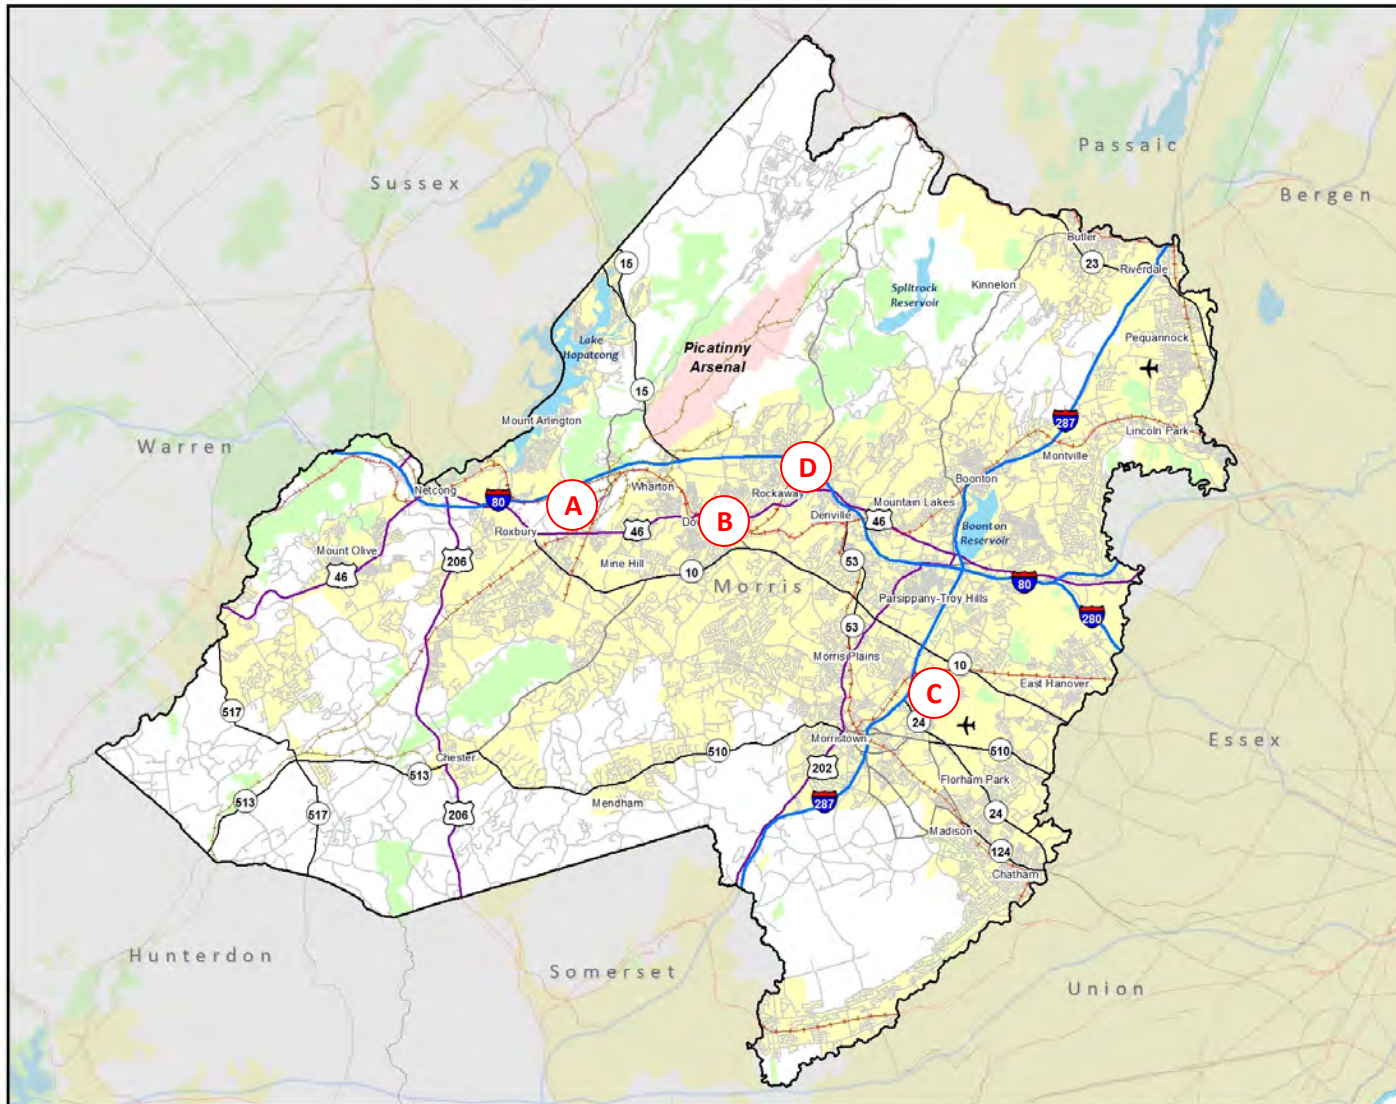 Passaic
Sussex
Bergen
Butler
15
23
Riverdale
Kinnelon
Splitrock
Reservoir
Lake
Hopatcong
Pequannock
Picatinny
Arsenal
15
Mount Arlington
287
Lincoln Park
Warren
Montville
D
Boonton
Netcong
Wharton
Rockaway
80
A
Mountain Lakes
Denville
B
Do
46
46
Boonton
Reservoir
Roxbury
46
Mount Olive
206
Mine Hill
53
46
10
Morris
80
Parsippany-Troy Hills
280
53
Morris Plains
10
East Hanover
C
517
24
Morristown
510
510
Essex
Chester
202
513
Florham Park
513
517
206
Mendham
287
24
Madison
124
Chatham
Hunterdon
Somerset
Union